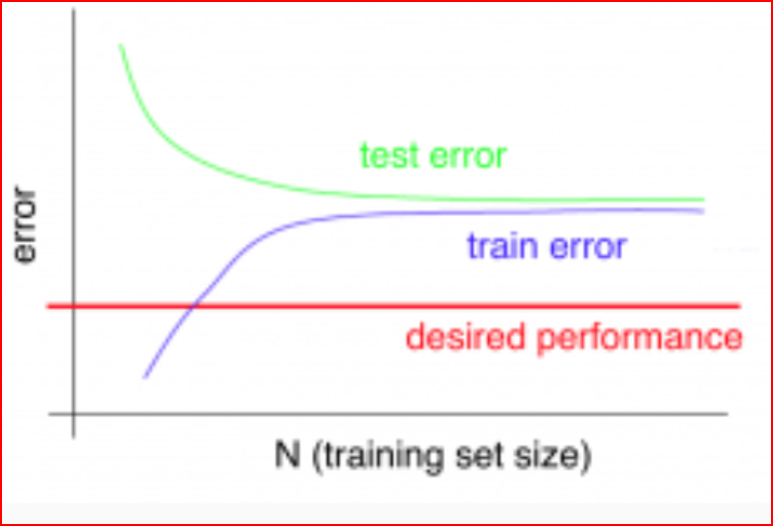 test error
error
train error
desired performance
N (training set size)